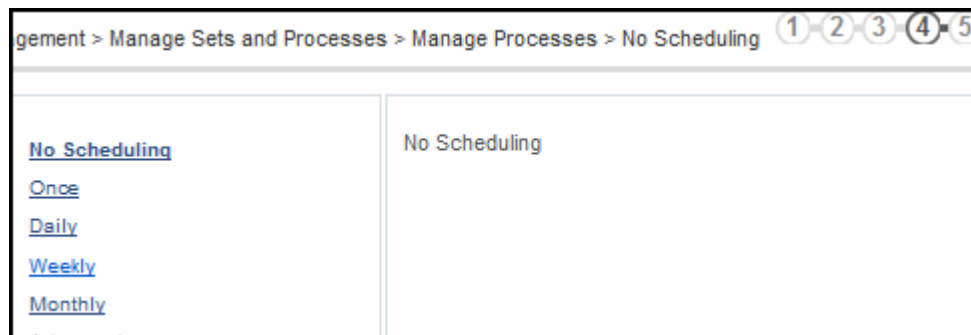 gement > Manage Sets and Processes > Manage Processes > No Scheduling 1 2 3 4 5
No Scheduling
Once
Daily
Weekly
Monthly
No Scheduling